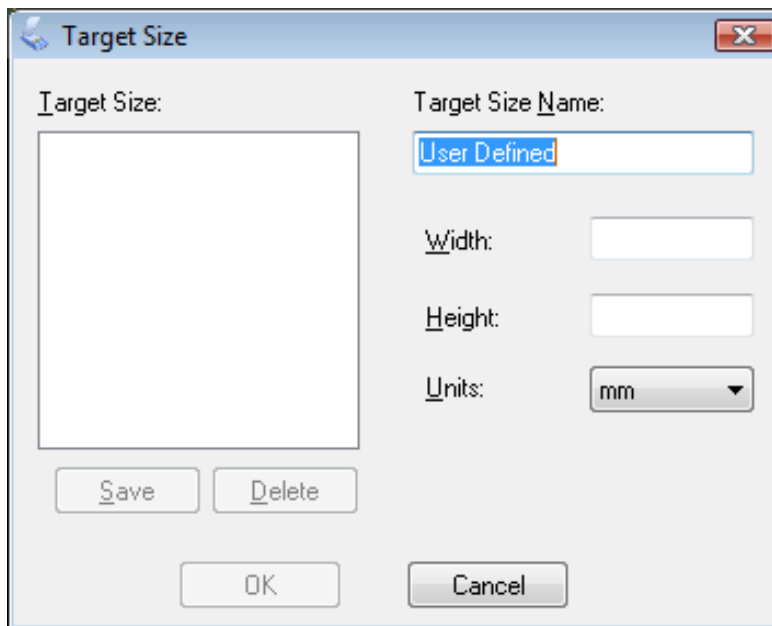 Target Size
Target Size:
Target Size Name:
User Defined
Width:
Height:
Units:
mm
Save
Delete
OK
Cancel